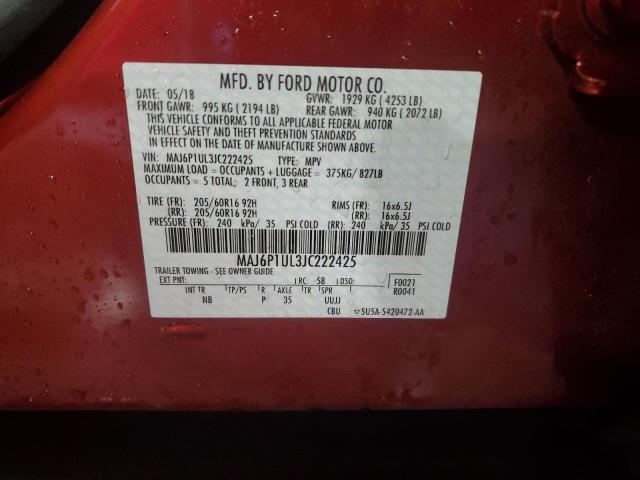 MFD. BY FORD MOTOR CO.
DATE: 05/18 GVWR: 1929 KG ( 4253 LB)
FRONT GAWR: 995 KG ( 2194 LB) REAR GAWR: 940 KG ( 2072 LB)
THIS VEHICLE CONFORMS TO ALL APPLICABLE FEDERAL MOTOR
VEHICLE SAFETY AND THEFT PREVENTION STANDARDS
IN EFFECT ON THE DATE OF MANUFACTURE SHOWN ABOVE.
VIN: MAJ6P1UL3JC222425 TYPE: MPV
MAXIMUM LOAD = OCCUPANTS + LUGGAGE = 375KG/ 827LB
OCCUPANTS = 5 TOTAL; 2 FRONT, 3 REAR
TIRE (FR): 205/60R16 92H RIMS (FR): 16x6.5J
(RR): 205/60R16 92H (RR): 16x6.5J
PRESSURE (FR): 240 kPa/ 35 PSI COLD (RR): 240 kPa/ 35 PSI COLD
MAJ6P1UL3JC222425
TRAILER TOWING - SEE OWNER GUIDE
EXT PNT: RC: 58 DSO: F0021
INT TR TP/PS R AXLE TR SPR R0041
NB P 35 UUJJ
CBU 5U5A-5420472-AA